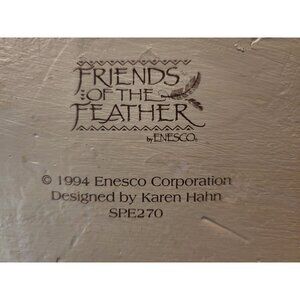 FRIENDS
OF THE
FEATHER
by ENESCO®
© 1994 Enesco Corporation
Designed by Karen Hahn
SPE270